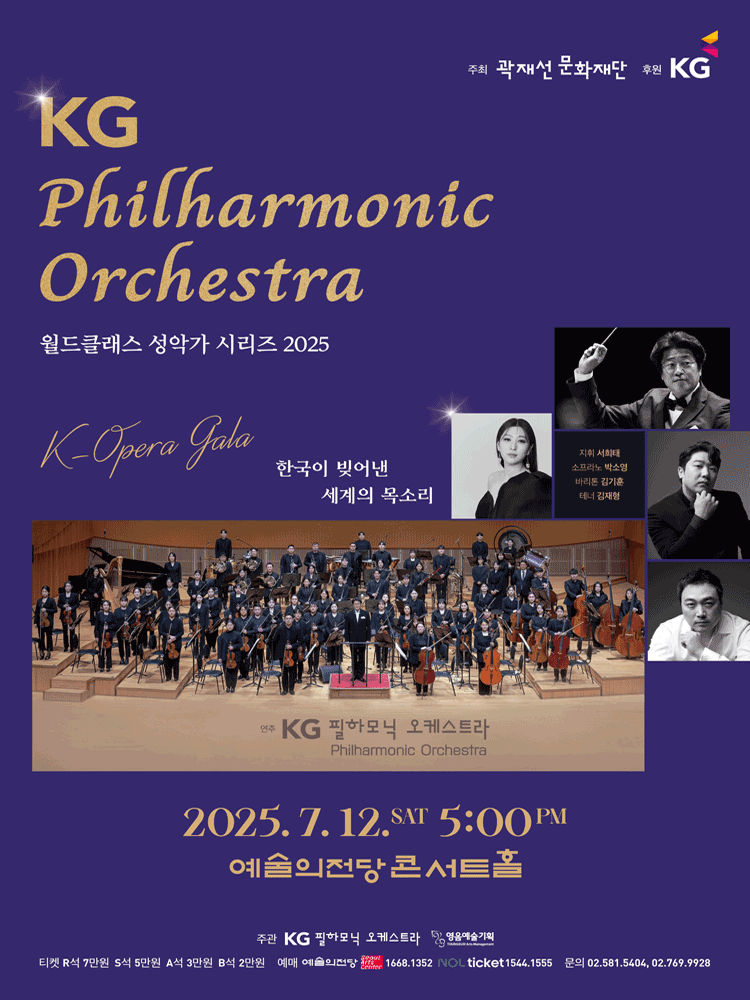 주최 곽재선 문화재단 후원 KG
KG
Philharmonic
Orchestra
월드클래스 성악가 시리즈 2025
K-Opera Gala
한국이 빚어낸
세계의 목소리
지휘 서희태
소프라노 박소영
바리톤 김기훈
테너 김재형
연주 KG 필하모닉 오케스트라
Philharmonic Orchestra
2025. 7. 12. SAT 5:00 PM
예술의전당 콘서트홀
주관 KG 필하모닉 오케스트라 영음예술기획
티켓 R석 7만원 S석 5만원 A석 3만원 B석 2만원 예매 예술의전당 Seoul Arts Center 1668.1352 NOL ticket 1544.1555 문의 02.581.5404, 02.769.9928